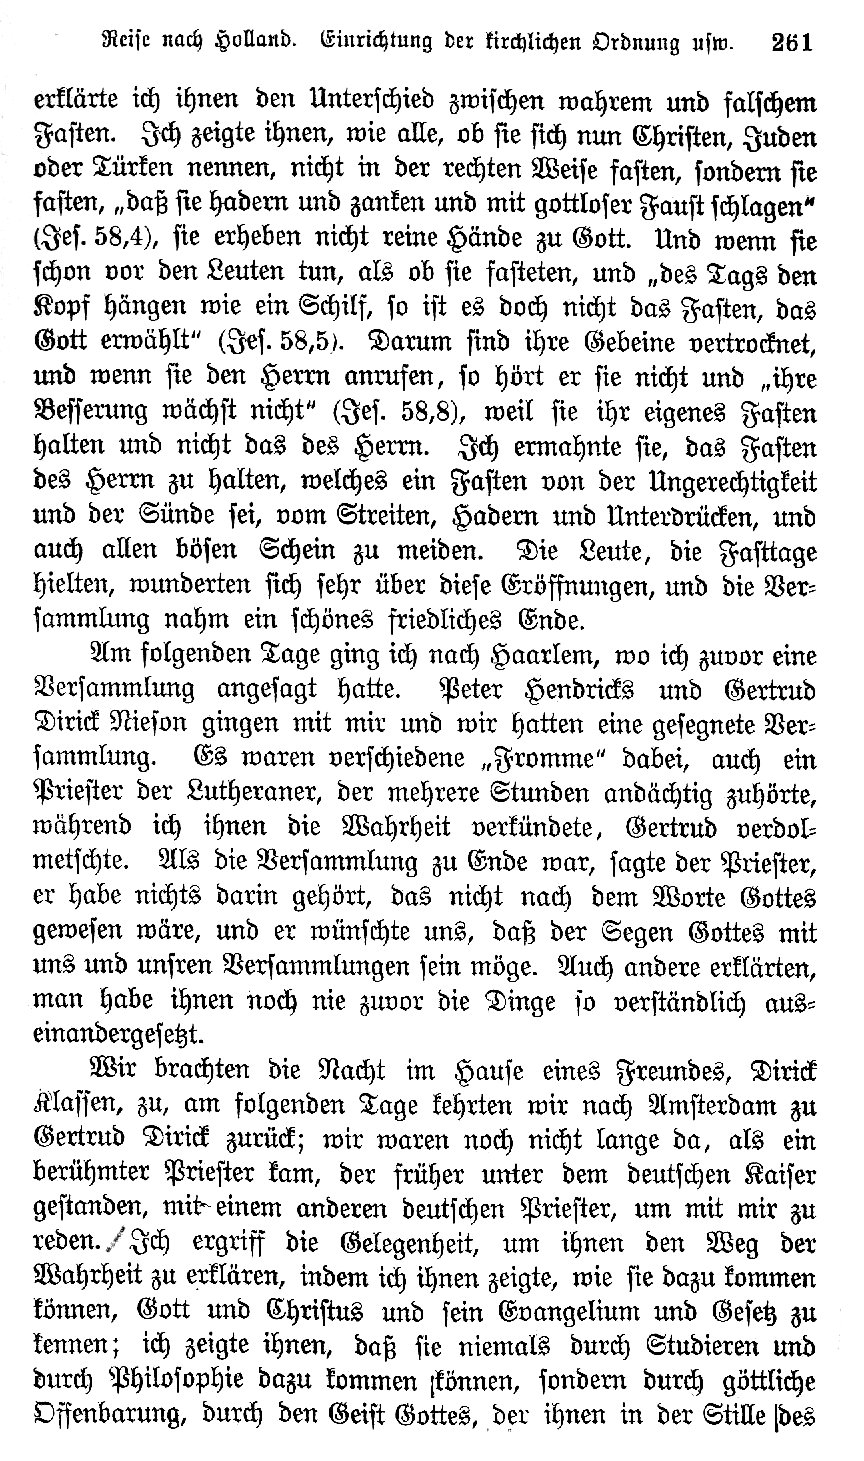 Reise nach Holland. Einrichtung der kirchlichen Ordnung usw. 261
erklärte ich ihnen den Unterschied zwischen wahrem und falschem
Fasten. Ich zeigte ihnen, wie alle, ob sie sich nun Christen, Juden
oder Türken nennen, nicht in der rechten Weise fasten, sondern sie
fasten, „daß sie hadern und zanken und mit gottloser Faust schlagen“
(Jes. 58,4), sie erheben nicht reine Hände zu Gott. Und wenn sie
schon vor den Leuten tun, als ob sie fasteten, und „des Tags den
Kopf hängen wie ein Schilf, so ist es doch nicht das Fasten, das
Gott erwählt“ (Jes. 58,5). Darum sind ihre Gebeine vertrocknet,
und wenn sie den Herrn anrufen, so hört er sie nicht und „ihre
Besserung wächst nicht“ (Jes. 58,8), weil sie ihr eigenes Fasten
halten und nicht das des Herrn. Ich ermahnte sie, das Fasten
des Herrn zu halten, welches ein Fasten von der Ungerechtigkeit
und der Sünde sei, vom Streiten, Hadern und Unterdrücken, und
auch allen bösen Schein zu meiden. Die Leute, die Fasttage
hielten, wunderten sich sehr über diese Eröffnungen, und die Ver-
sammlung nahm ein schönes friedliches Ende.
Am folgenden Tage ging ich nach Haarlem, wo ich zuvor eine
Versammlung angesagt hatte. Peter Hendricks und Gertrud
Dirick Nieson gingen mit mir und wir hatten eine gesegnete Ver-
sammlung. Es waren verschiedene „Fromme“ dabei, auch ein
Priester der Lutheraner, der mehrere Stunden andächtig zuhörte,
während ich ihnen die Wahrheit verkündete, Gertrud verdol-
metschte. Als die Versammlung zu Ende war, sagte der Priester,
er habe nichts darin gehört, das nicht nach dem Worte Gottes
gewesen wäre, und er wünschte uns, daß der Segen Gottes mit
uns und unsren Versammlungen sein möge. Auch andere erklärten,
man habe ihnen noch nie zuvor die Dinge so verständlich aus-
einandergesetzt.
Wir brachten die Nacht im Hause eines Freundes, Dirick
Klassen, zu, am folgenden Tage kehrten wir nach Amsterdam zu
Gertrud Dirick zurück; wir waren noch nicht lange da, als ein
berühmter Priester kam, der früher unter dem deutschen Kaiser
gestanden, mit einem anderen deutschen Priester, um mit mir zu
reden. Ich ergriff die Gelegenheit, um ihnen den Weg der
Wahrheit zu erklären, indem ich ihnen zeigte, wie sie dazu kommen
können, Gott und Christus und sein Evangelium und Gesetz zu
kennen; ich zeigte ihnen, daß sie niemals durch Studieren und
durch Philosophie dazu kommen können, sondern durch göttliche
Offenbarung, durch den Geist Gottes, der ihnen in der Stille des